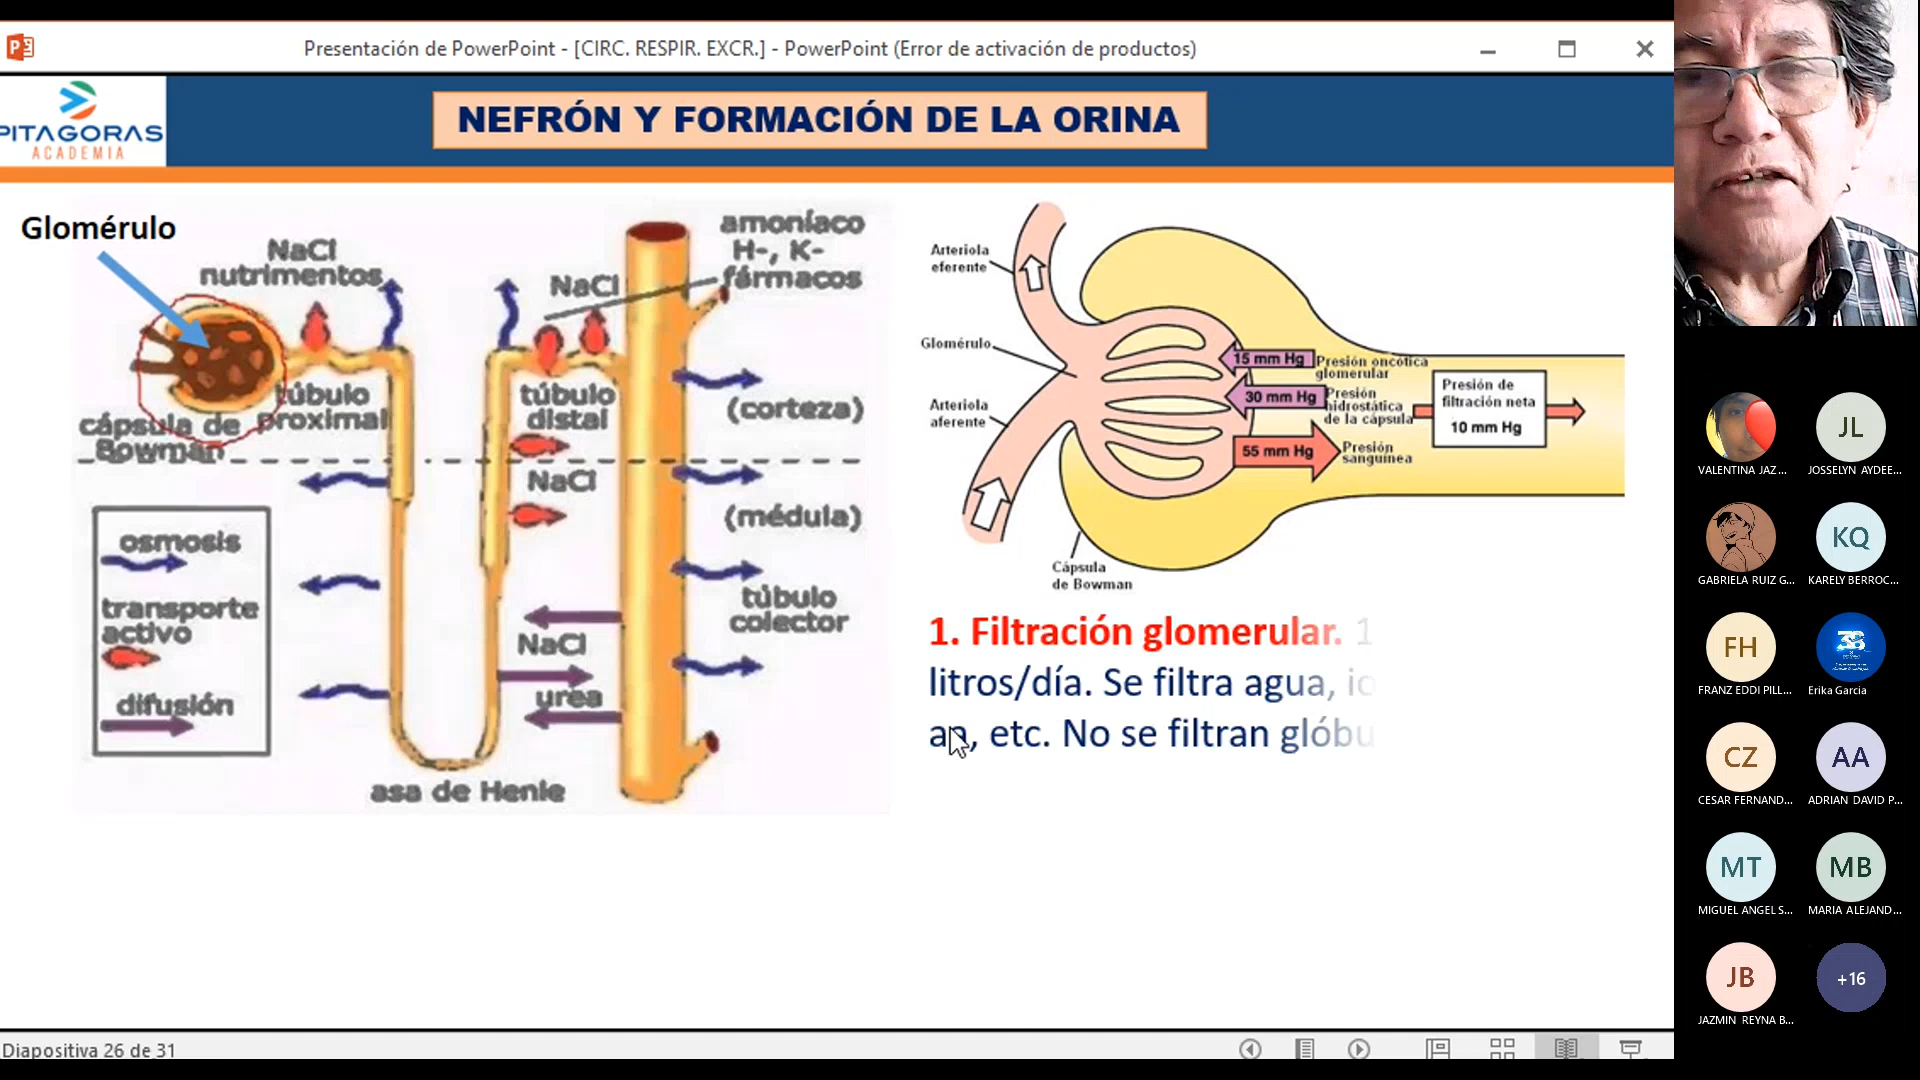 Presentación de PowerPoint - [CIRC. RESPIR. EXCR.] - PowerPoint (Error de activación de productos)
PITAGORAS
ACADEMIA
NEFRÓN Y FORMACIÓN DE LA ORINA
Glomérulo
NaCl
nutrimentos
NaCl
amoníaco
H-, K-
fármacos
túbulo
proximal
cápsula de
Bowman
túbulo
distal
(corteza)
NaCl
(médula)
osmosis
transporte
activo
difusión
túbulo
colector
NaCl
urea
asa de Henle
Arteriola
eferente
Glomérulo
Arteriola
aferente
Cápsula
de Bowman
15 mm Hg
Presión oncótica
glomerular
30 mm Hg
Presión
hidrostática
de la cápsula
55 mm Hg
Presión
sanguínea
Presión de
filtración neta
10 mm Hg
1. Filtración glomerular. 1
litros/día. Se filtra agua,
etc. No se filtran glóbu
Diapositiva 26 de 31
VALENTINA JAZ...
JL
JOSSELYN AYDEE...
GABRIELA RUIZ G...
KQ
KARELY BERROC...
FH
FRANZ EDDI PILL...
Erika Garcia
CZ
CESAR FERNAND...
AA
ADRIAN DAVID P...
MT
MIGUEL ANGEL S...
MB
MARIA ALEJAND...
JB
JAZMIN REYNA B...
+16